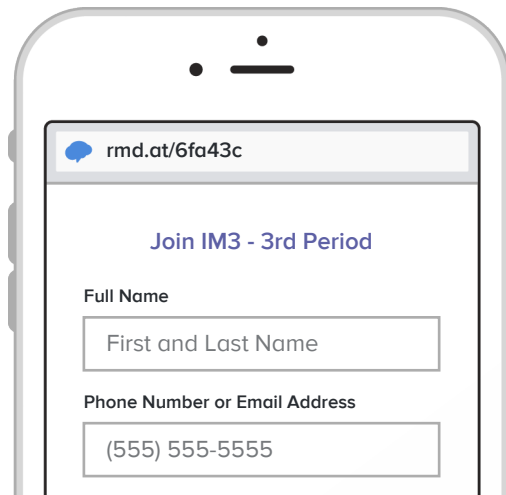 rmd.at/6fa43c
Join IM3 - 3rd Period
Full Name
First and Last Name
Phone Number or Email Address
(555) 555-5555